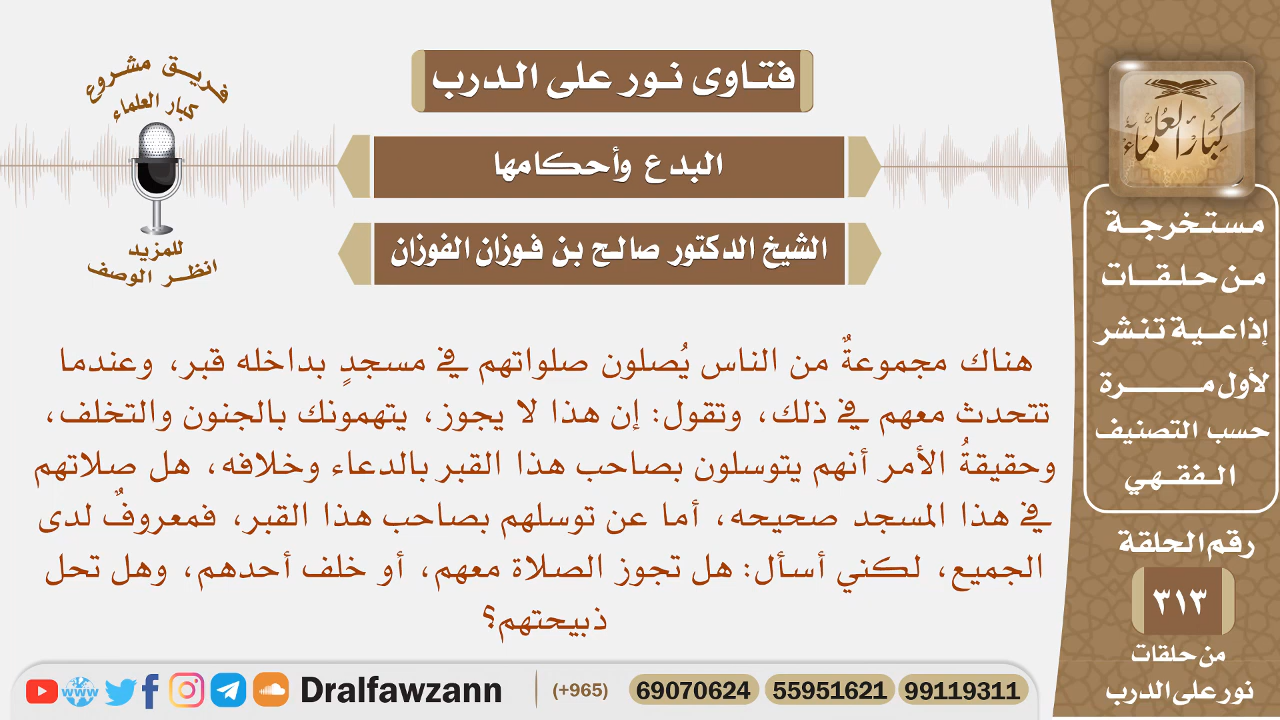 فتاوى نور على الدرب
البدع وأحكامها
الشيخ الدكتور صالح بن فوزان الفوزان
فريق مشروع
كبار العلماء
للمزيد
انظر الوصف
هناك مجموعةٌ من الناس يُصلون صلواتهم في مسجدٍ بداخله قبر، وعندما
تتحدث معهم في ذلك، وتقول: إن هذا لا يجوز، يتهمونك بالجنون والتخلف،
وحقيقةُ الأمر أنهم يتوسلون بصاحب هذا القبر بالدعاء وخلافه، هل صلاتهم
في هذا المسجد صحيحه، أما عن توسلهم بصاحب هذا القبر، فمعروفٌ لدى
الجميع، لكني أسأل: هل تجوز الصلاة معهم، أو خلف أحدهم، وهل تحل
ذبيحتهم؟
كبار العلماء
مستخرجة
من حلقات
إذاعية تنشر
لأول مرة
حسب التصنيف
الفقهي
رقم الحلقة
٣١٣
من حلقات
نور على الدرب
www Dralfawzann (+965) 69070624 55951621 99119311